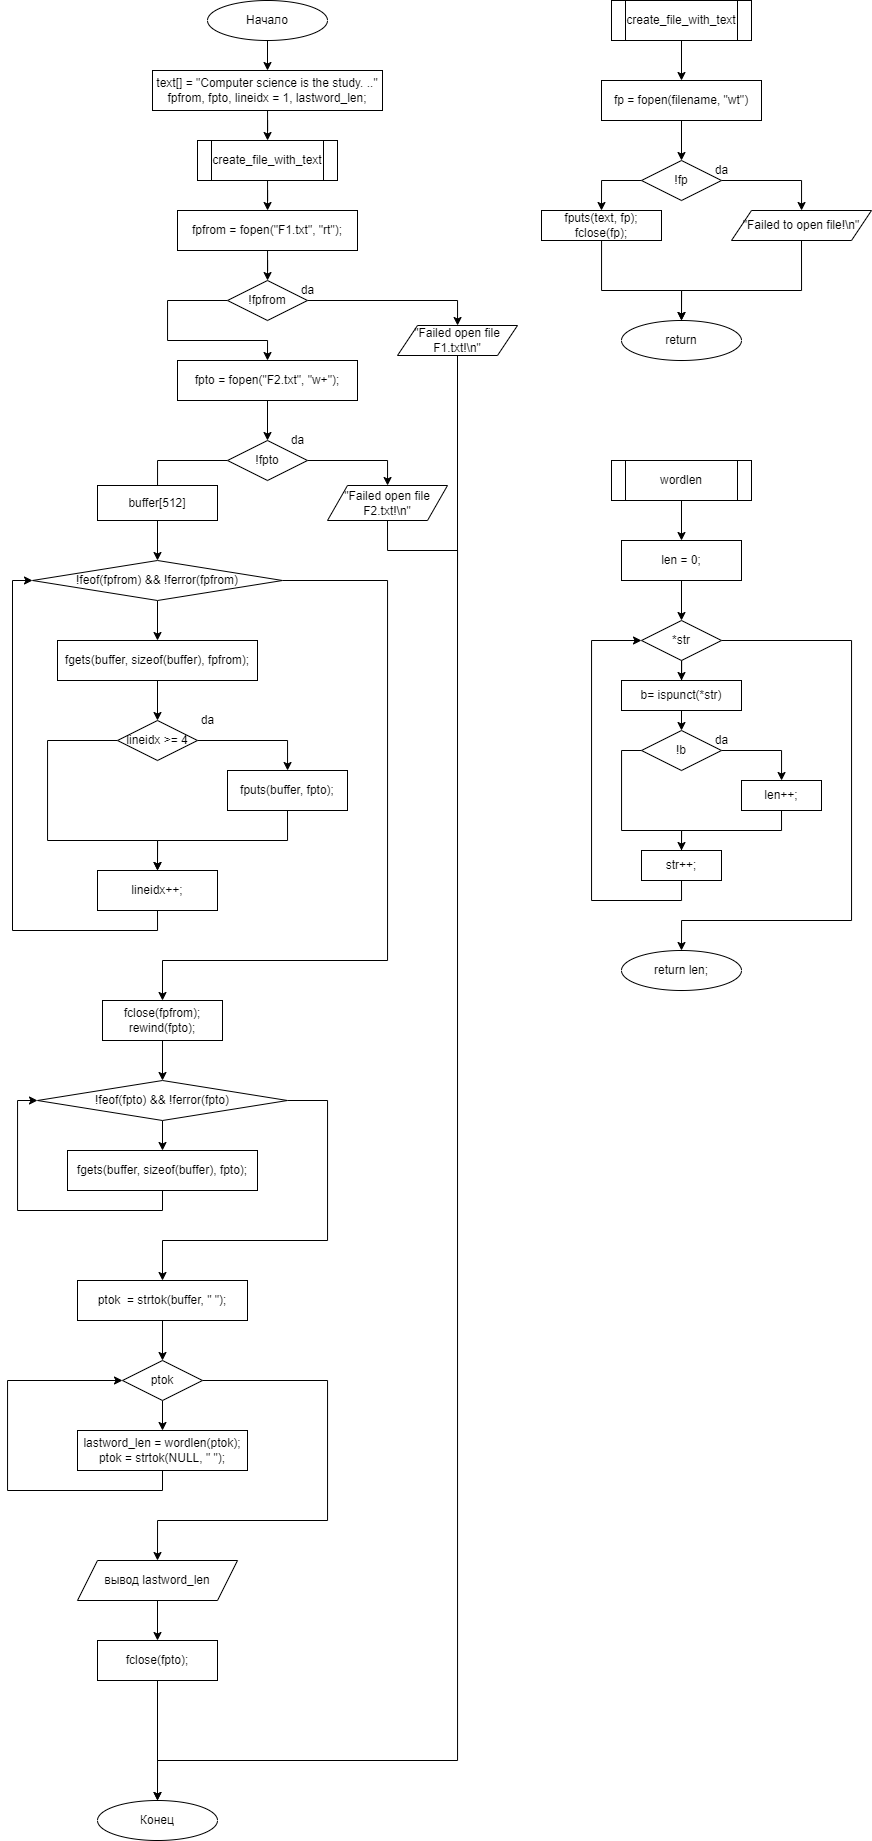 Начало
text[] = "Computer science is the study. .."
fpfrom, fpto, lineidx = 1, lastword_len;
create_file_with_text
fpfrom = fopen("F1.txt", "rt");
!fpfrom
da
"Failed open file
F1.txt!\n"
fpto = fopen("F2.txt", "w+");
!fpto
da
"Failed open file
F2.txt!\n"
buffer[512]
!feof(fpfrom) && !ferror(fpfrom)
fgets(buffer, sizeof(buffer), fpfrom);
lineidx >= 4
da
fputs(buffer, fpto);
lineidx++;
fclose(fpfrom);
rewind(fpto);
!feof(fpto) && !ferror(fpto)
fgets(buffer, sizeof(buffer), fpto);
ptok  = strtok(buffer, " ");
ptok
lastword_len = wordlen(ptok);
ptok = strtok(NULL, " ");
вывод lastword_len
fclose(fpto);
Конец
create_file_with_text
fp = fopen(filename, "wt")
!fp
da
fputs(text, fp);
fclose(fp);
"Failed to open file!\n"
return
wordlen
len = 0;
*str
b= ispunct(*str)
!b
da
len++;
str++;
return len;